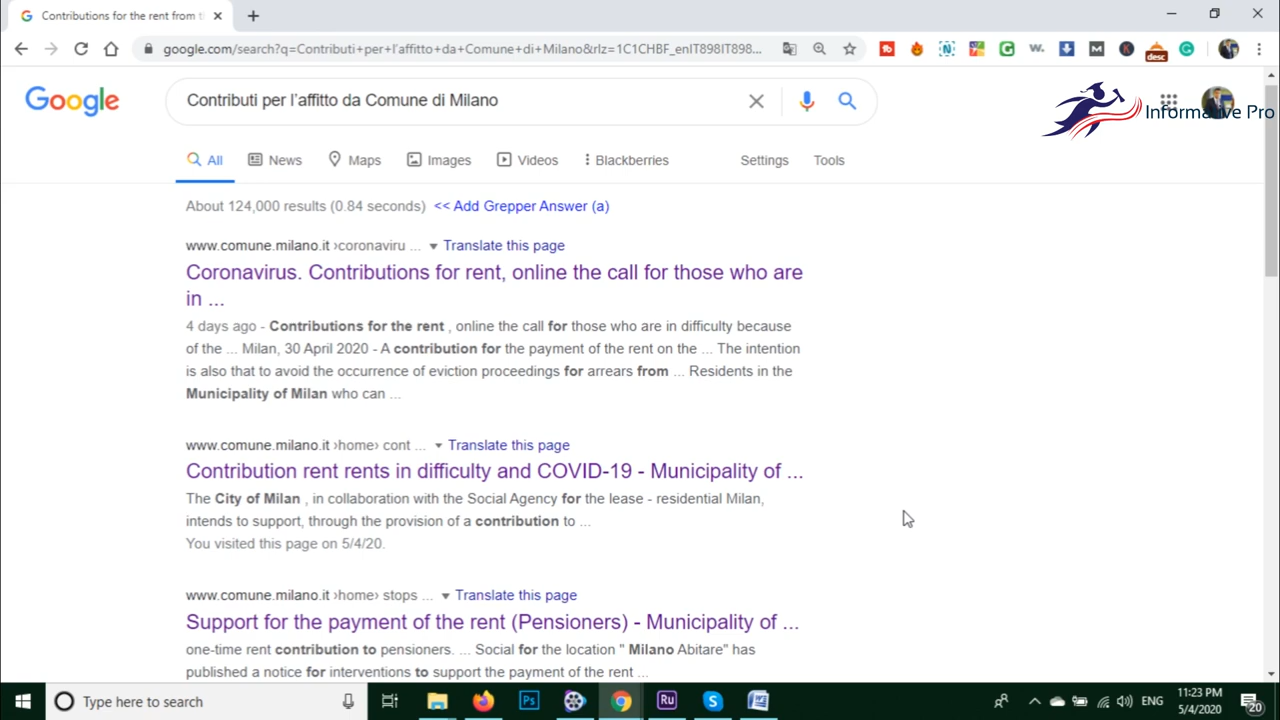 Contributions for the rent from t
google.com/search?q=Contributi+per+l'affitto+da+Comune+di+Milano&rlz=1C1CHBF_enIT898IT898...
desc
Google
Contributi per l'affitto da Comune di Milano
Informative Pro
All
News
Maps
Images
Videos
Blackberries
Settings
Tools
About 124,000 results (0.84 seconds) << Add Grepper Answer (a)
www.comune.milano.it ›coronaviru ... Translate this page
Coronavirus. Contributions for rent, online the call for those who are
in ...
4 days ago - Contributions for the rent , online the call for those who are in difficulty because
of the ... Milan, 30 April 2020 - A contribution for the payment of the rent on the ... The intention
is also that to avoid the occurrence of eviction proceedings for arrears from ... Residents in the
Municipality of Milan who can ...
www.comune.milano.it ›home› cont ... Translate this page
Contribution rent rents in difficulty and COVID-19 - Municipality of ...
The City of Milan , in collaboration with the Social Agency for the lease - residential Milan,
intends to support, through the provision of a contribution to ...
You visited this page on 5/4/20.
www.comune.milano.it ›home› stops ... Translate this page
Support for the payment of the rent (Pensioners) - Municipality of ...
one-time rent contribution to pensioners. ... Social for the location " Milano Abitare" has
published a notice for interventions to support the payment of the rent ...
Type here to search
Ps
Ru
S
ENG
11:23 PM
5/4/2020
20